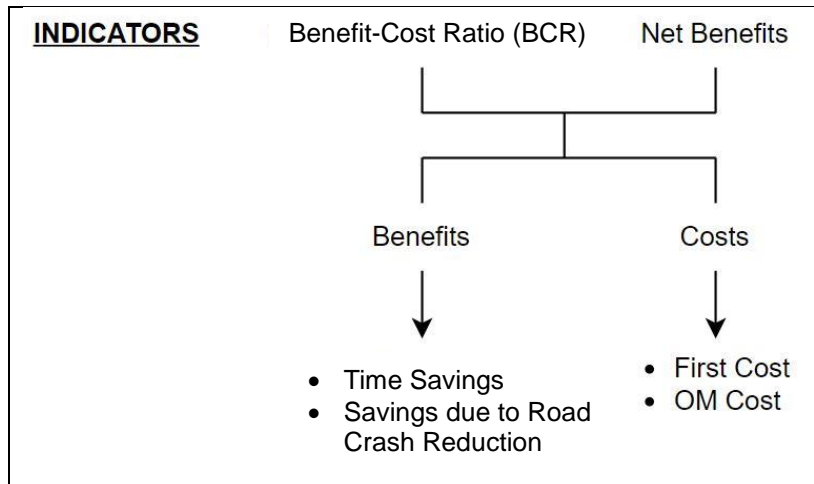 INDICATORS Benefit-Cost Ratio (BCR) Net Benefits
Benefits Costs
• Time Savings
• Savings due to Road
Crash Reduction
• First Cost
• OM Cost